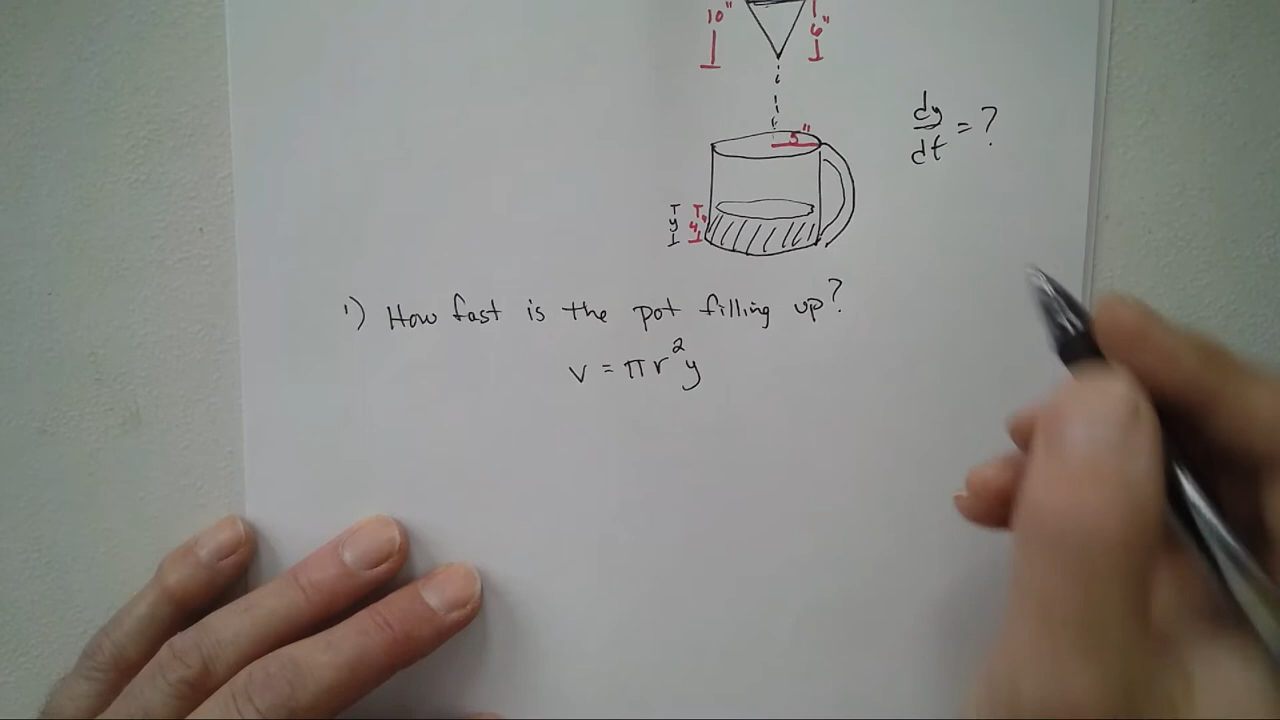 10"
6"
dy
dt
= ?
5"
y
4"
1) How fast is the pot filling up?
V = πr²y